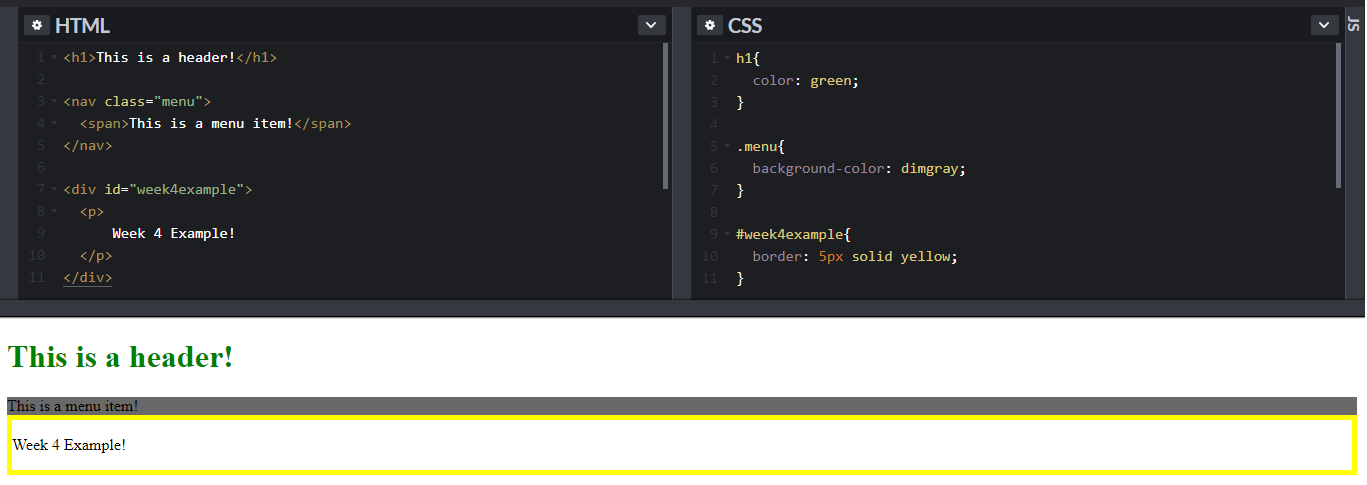 HTML
1 <h1>This is a header!</h1>
2
3 <nav class="menu">
4   <span>This is a menu item!</span>
5 </nav>
6
7 <div id="week4example">
8   <p>
9       Week 4 Example!
10   </p>
11 </div>
CSS
1 h1{
2   color: green;
3 }
4
5 .menu{
6   background-color: dimgray;
7 }
8
9 #week4example{
10   border: 5px solid yellow;
11 }
JS
This is a header!
This is a menu item!
Week 4 Example!